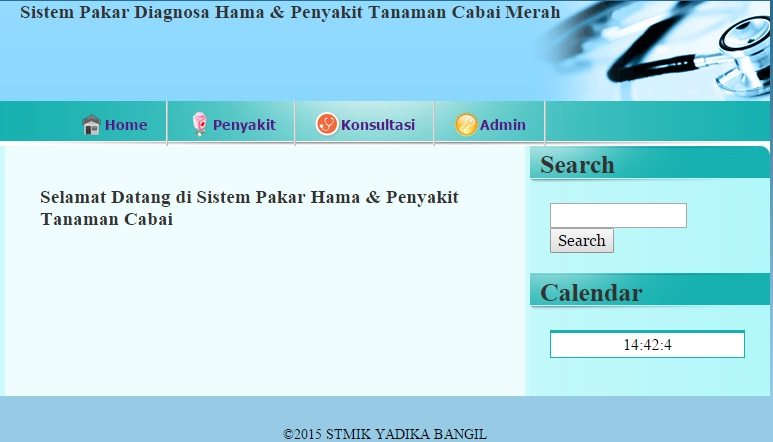 Sistem Pakar Diagnosa Hama & Penyakit Tanaman Cabai Merah
Home Penyakit Konsultasi Admin
Selamat Datang di Sistem Pakar Hama & Penyakit
Tanaman Cabai
Search
Search
Calendar
14:42:4
©2015 STMIK YADIKA BANGIL